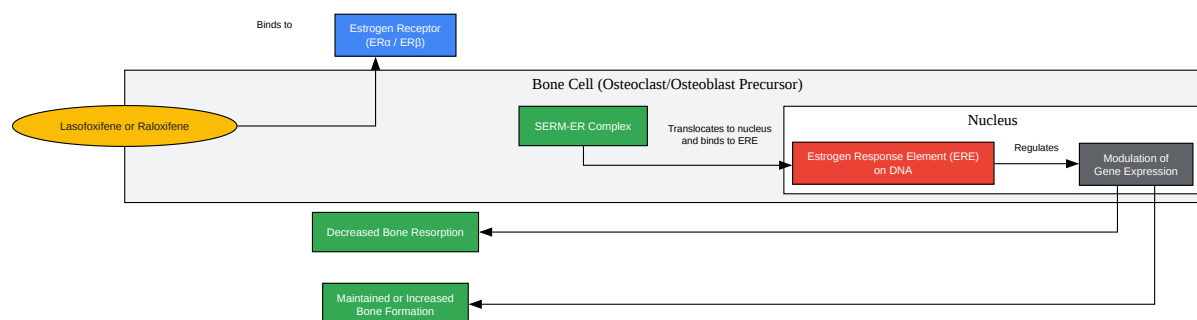 Binds to
Estrogen Receptor
(ERα / ERβ)
Bone Cell (Osteoclast/Osteoblast Precursor)
Lasofoxifene or Raloxifene
SERM-ER Complex
Translocates to nucleus
and binds to ERE
Nucleus
Estrogen Response Element (ERE)
on DNA
Regulates
Modulation of
Gene Expression
Decreased Bone Resorption
Maintained or Increased
Bone Formation